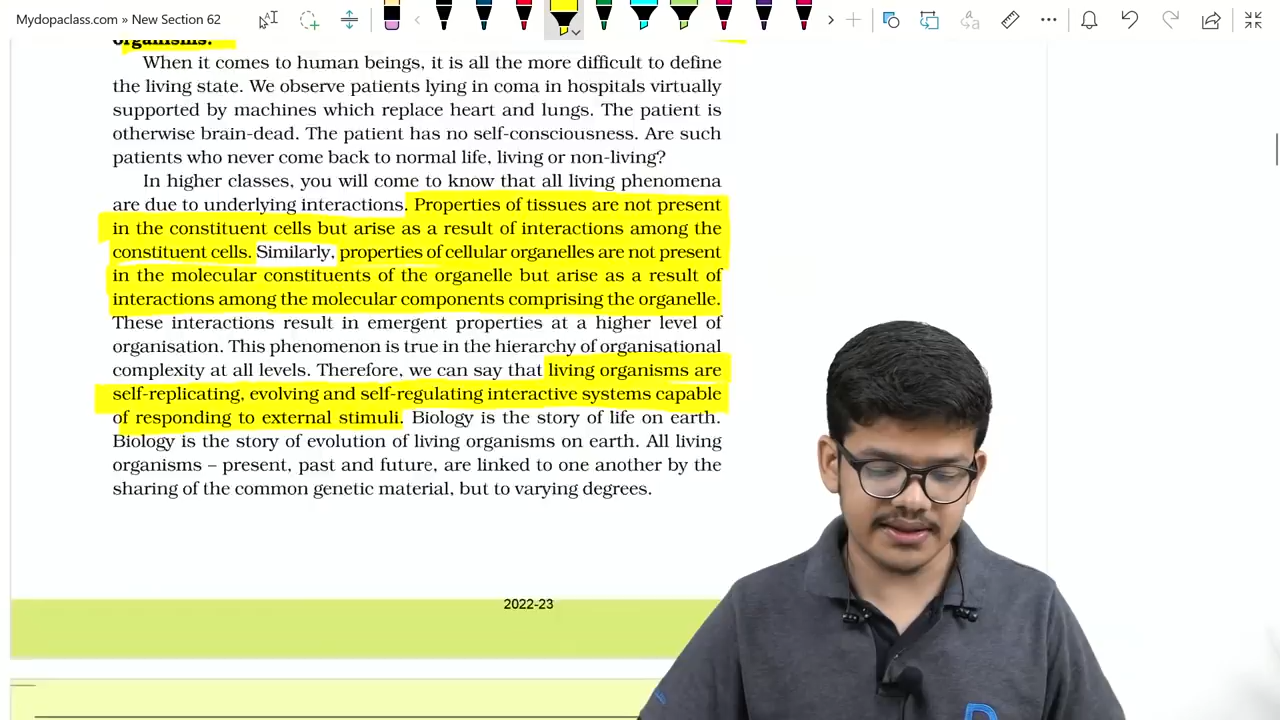 Mydopaclass.com » New Section 62
organisms.
When it comes to human beings, it is all the more difficult to define
the living state. We observe patients lying in coma in hospitals virtually
supported by machines which replace heart and lungs. The patient is
otherwise brain-dead. The patient has no self-consciousness. Are such
patients who never come back to normal life, living or non-living?
In higher classes, you will come to know that all living phenomena
are due to underlying interactions. Properties of tissues are not present
in the constituent cells but arise as a result of interactions among the
constituent cells. Similarly, properties of cellular organelles are not present
in the molecular constituents of the organelle but arise as a result of
interactions among the molecular components comprising the organelle.
These interactions result in emergent properties at a higher level of
organisation. This phenomenon is true in the hierarchy of organisational
complexity at all levels. Therefore, we can say that living organisms are
self-replicating, evolving and self-regulating interactive systems capable
of responding to external stimuli. Biology is the story of life on earth.
Biology is the story of evolution of living organisms on earth. All living
organisms – present, past and future, are linked to one another by the
sharing of the common genetic material, but to varying degrees.
2022-23